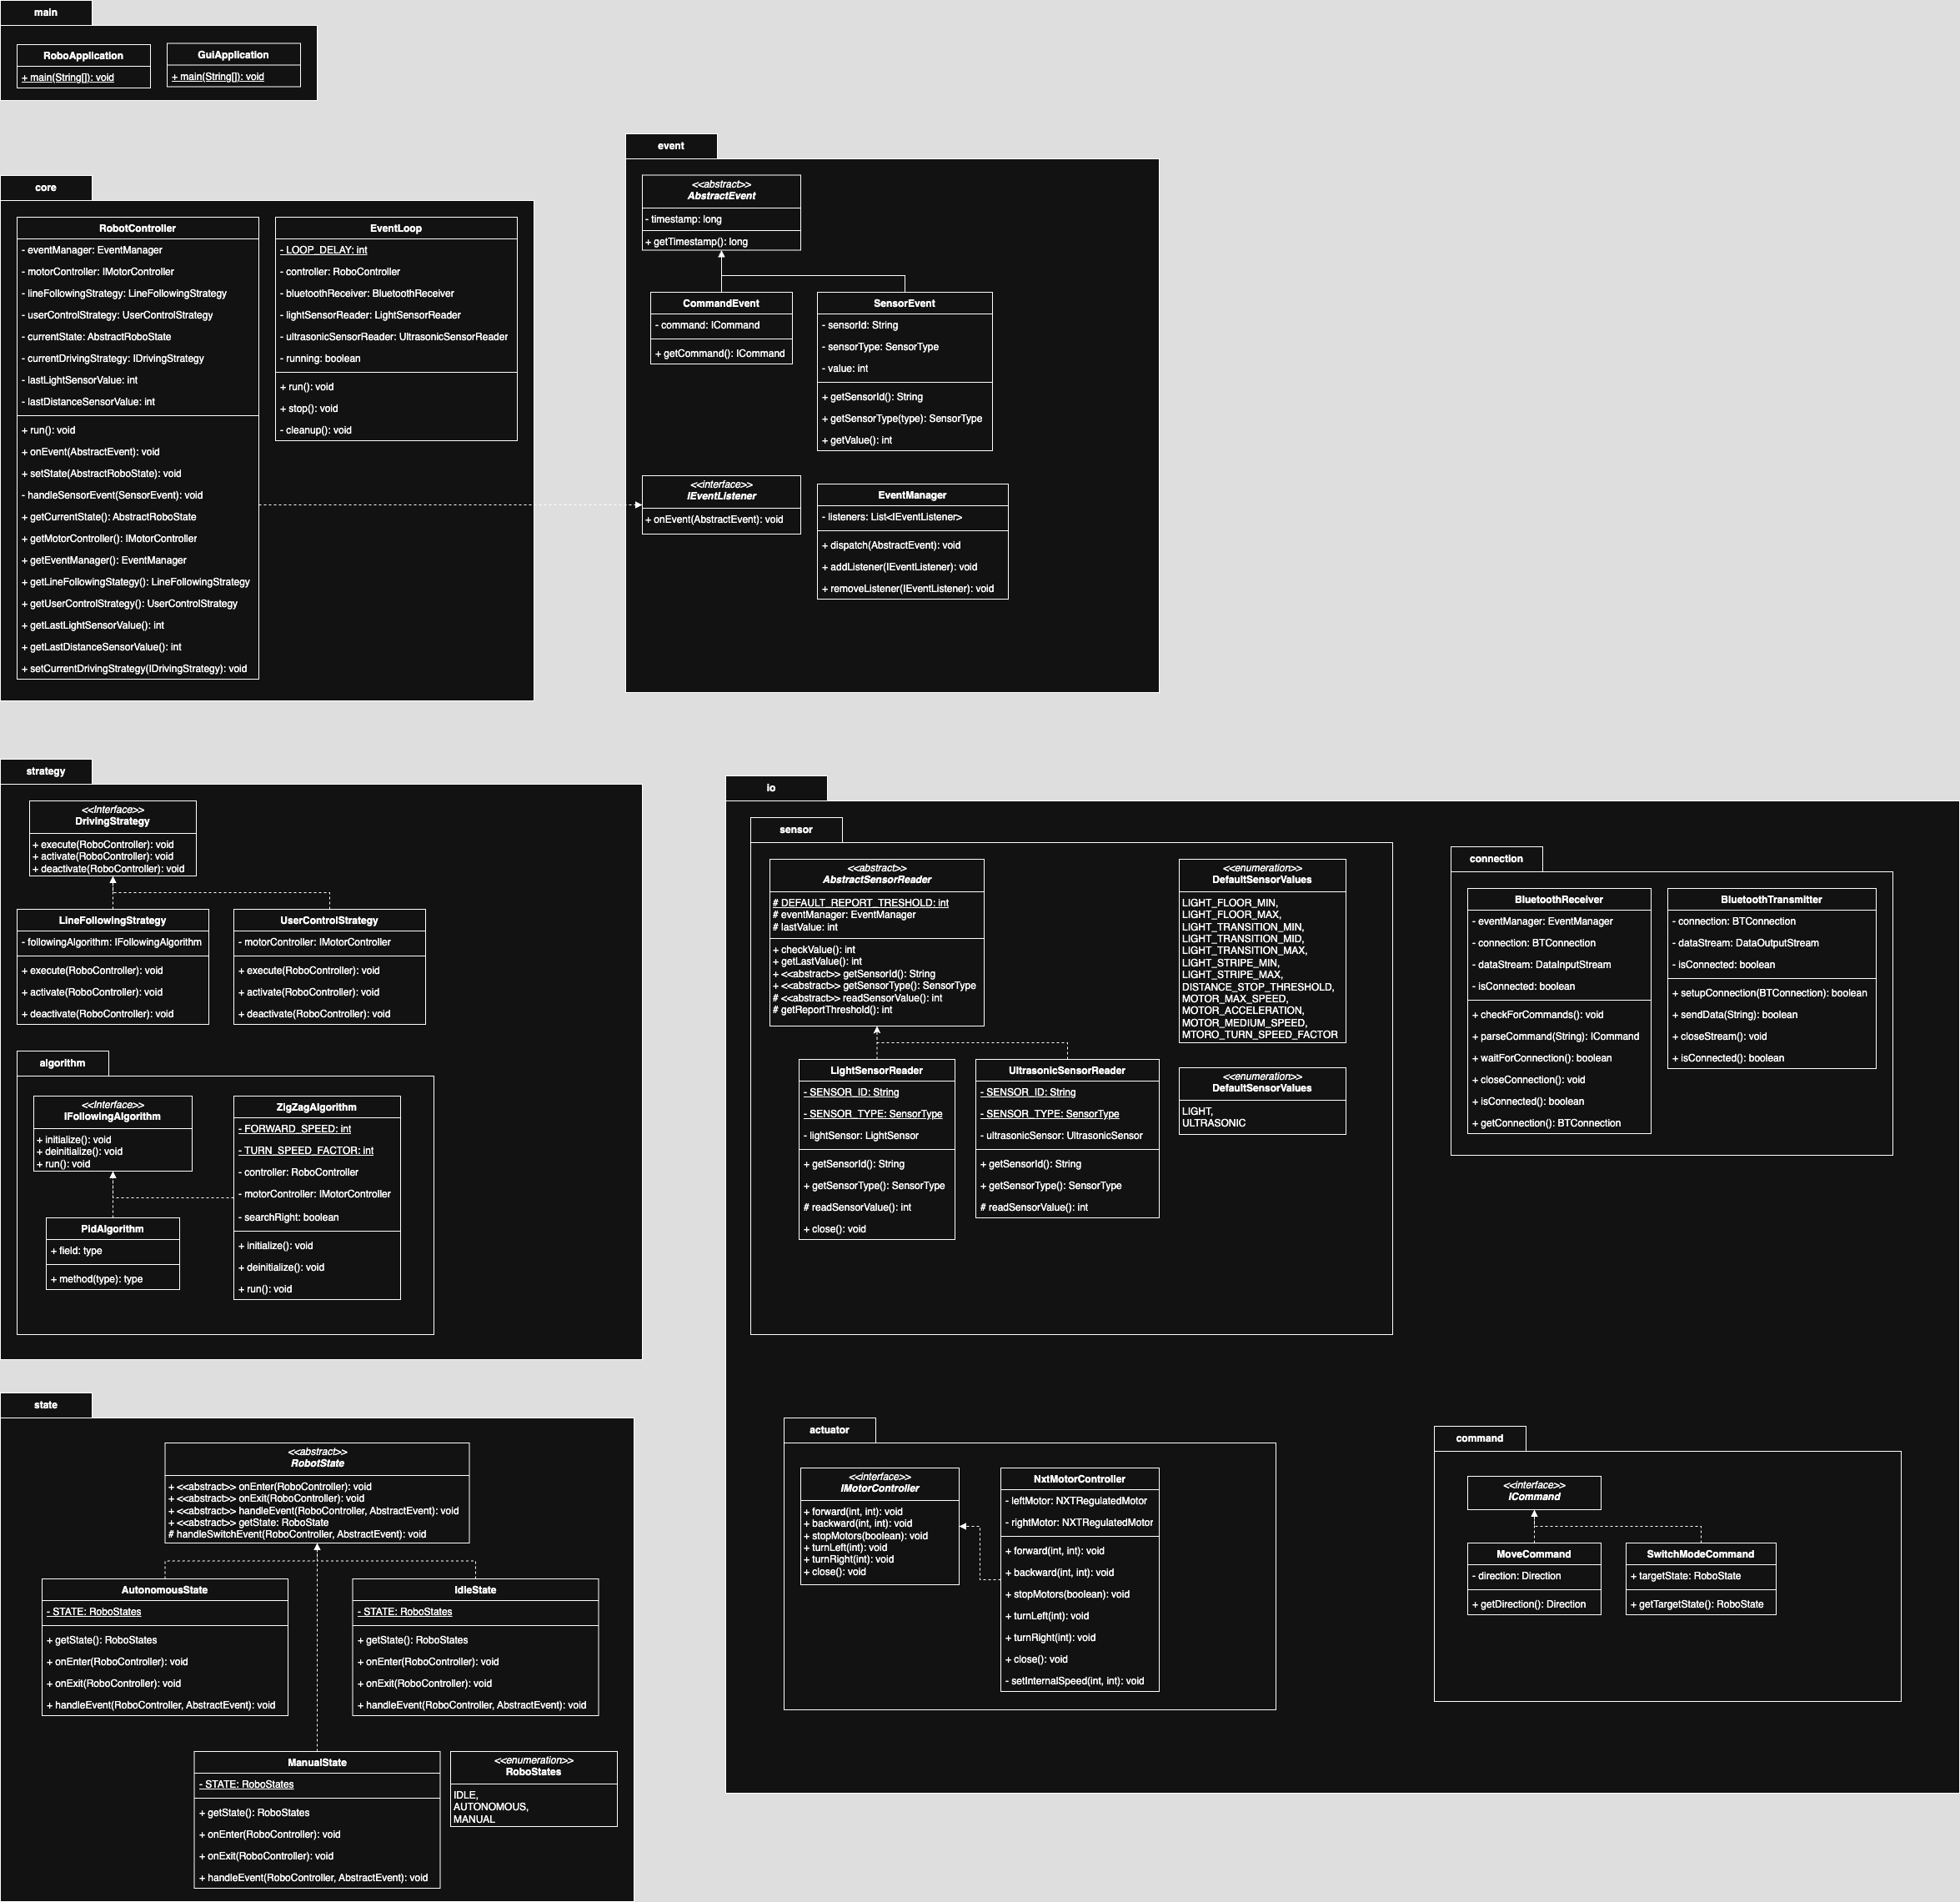 main
RoboApplication
+ main(String[]): void
GuiApplication
+ main(String[]): void
core
RobotController
- eventManager: EventManager
- motorController: IMotorController
- lineFollowingStrategy: LineFollowingStrategy
- userControlStrategy: UserControlStrategy
- currentState: AbstractRoboState
- currentDrivingStrategy: IDrivingStrategy
- lastLightSensorValue: int
- lastDistanceSensorValue: int
+ run(): void
+ onEvent(AbstractEvent): void
+ setState(AbstractRoboState): void
- handleSensorEvent(SensorEvent): void
+ getCurrentState(): AbstractRoboState
+ getMotorController(): IMotorController
+ getEventManager(): EventManager
+ getLineFollowingStategy(): LineFollowingStrategy
+ getUserControlStrategy(): UserControlStrategy
+ getLastLightSensorValue(): int
+ getLastDistanceSensorValue(): int
+ setCurrentDrivingStrategy(IDrivingStrategy): void
EventLoop
- LOOP_DELAY: int
- controller: RoboController
- bluetoothReceiver: BluetoothReceiver
- lightSensorReader: LightSensorReader
- ultrasonicSensorReader: UltrasonicSensorReader
- running: boolean
+ run(): void
+ stop(): void
- cleanup(): void
event
<<abstract>>
AbstractEvent
- timestamp: long
+ getTimestamp(): long
CommandEvent
- command: ICommand
+ getCommand(): ICommand
SensorEvent
- sensorId: String
- sensorType: SensorType
- value: int
+ getSensorId(): String
+ getSensorType(type): SensorType
+ getValue(): int
<<interface>>
IEventListener
+ onEvent(AbstractEvent): void
EventManager
- listeners: List<IEventListener>
+ dispatch(AbstractEvent): void
+ addListener(IEventListener): void
+ removeListener(IEventListener): void
strategy
<<Interface>>
DrivingStrategy
+ execute(RoboController): void
+ activate(RoboController): void
+ deactivate(RoboController): void
LineFollowingStrategy
- followingAlgorithm: IFollowingAlgorithm
+ execute(RoboController): void
+ activate(RoboController): void
+ deactivate(RoboController): void
UserControlStrategy
- motorController: IMotorController
+ execute(RoboController): void
+ activate(RoboController): void
+ deactivate(RoboController): void
algorithm
<<Interface>>
IFollowingAlgorithm
+ initialize(): void
+ deinitialize(): void
+ run(): void
PidAlgorithm
+ field: type
+ method(type): type
ZigZagAlgorithm
- FORWARD_SPEED: int
- TURN_SPEED_FACTOR: int
- controller: RoboController
- motorController: IMotorController
- searchRight: boolean
+ initialize(): void
+ deinitialize(): void
+ run(): void
io
sensor
<<abstract>>
AbstractSensorReader
# DEFAULT_REPORT_TRESHOLD: int
# eventManager: EventManager
# lastValue: int
+ checkValue(): int
+ getLastValue(): int
+ <<abstract>> getSensorId(): String
+ <<abstract>> getSensorType(): SensorType
# <<abstract>> readSensorValue(): int
# getReportThreshold(): int
LightSensorReader
- SENSOR_ID: String
- SENSOR_TYPE: SensorType
- lightSensor: LightSensor
+ getSensorId(): String
+ getSensorType(): SensorType
# readSensorValue(): int
+ close(): void
UltrasonicSensorReader
- SENSOR_ID: String
- SENSOR_TYPE: SensorType
- ultrasonicSensor: UltrasonicSensor
+ getSensorId(): String
+ getSensorType(): SensorType
# readSensorValue(): int
<<enumeration>>
DefaultSensorValues
LIGHT_FLOOR_MIN,
LIGHT_FLOOR_MAX,
LIGHT_TRANSITION_MIN,
LIGHT_TRANSITION_MID,
LIGHT_TRANSITION_MAX,
LIGHT_STRIPE_MIN,
LIGHT_STRIPE_MAX,
DISTANCE_STOP_THRESHOLD,
MOTOR_MAX_SPEED,
MOTOR_ACCELERATION,
MOTOR_MEDIUM_SPEED,
MTORO_TURN_SPEED_FACTOR
<<enumeration>>
DefaultSensorValues
LIGHT,
ULTRASONIC
connection
BluetoothReceiver
- eventManager: EventManager
- connection: BTConnection
- dataStream: DataInputStream
- isConnected: boolean
+ checkForCommands(): void
+ parseCommand(String): ICommand
+ waitForConnection(): boolean
+ closeConnection(): void
+ isConnected(): boolean
+ getConnection(): BTConnection
BluetoothTransmitter
- connection: BTConnection
- dataStream: DataOutputStream
- isConnected: boolean
+ setupConnection(BTConnection): boolean
+ sendData(String): boolean
+ closeStream(): void
+ isConnected(): boolean
state
<<abstract>>
RobotState
+ <<abstract>> onEnter(RoboController): void
+ <<abstract>> onExit(RoboController): void
+ <<abstract>> handleEvent(RoboController, AbstractEvent): void
+ <<abstract>> getState: RoboState
# handleSwitchEvent(RoboController, AbstractEvent): void
AutonomousState
- STATE: RoboStates
+ getState(): RoboStates
+ onEnter(RoboController): void
+ onExit(RoboController): void
+ handleEvent(RoboController, AbstractEvent): void
IdleState
- STATE: RoboStates
+ getState(): RoboStates
+ onEnter(RoboController): void
+ onExit(RoboController): void
+ handleEvent(RoboController, AbstractEvent): void
ManualState
- STATE: RoboStates
+ getState(): RoboStates
+ onEnter(RoboController): void
+ onExit(RoboController): void
+ handleEvent(RoboController, AbstractEvent): void
<<enumeration>>
RoboStates
IDLE,
AUTONOMOUS,
MANUAL
actuator
<<interface>>
IMotorController
+ forward(int, int): void
+ backward(int, int): void
+ stopMotors(boolean): void
+ turnLeft(int): void
+ turnRight(int): void
+ close(): void
NxtMotorController
- leftMotor: NXTRegulatedMotor
- rightMotor: NXTRegulatedMotor
+ forward(int, int): void
+ backward(int, int): void
+ stopMotors(boolean): void
+ turnLeft(int): void
+ turnRight(int): void
+ close(): void
- setInternalSpeed(int, int): void
command
<<interface>>
ICommand
MoveCommand
- direction: Direction
+ getDirection(): Direction
SwitchModeCommand
+ targetState: RoboState
+ getTargetState(): RoboState